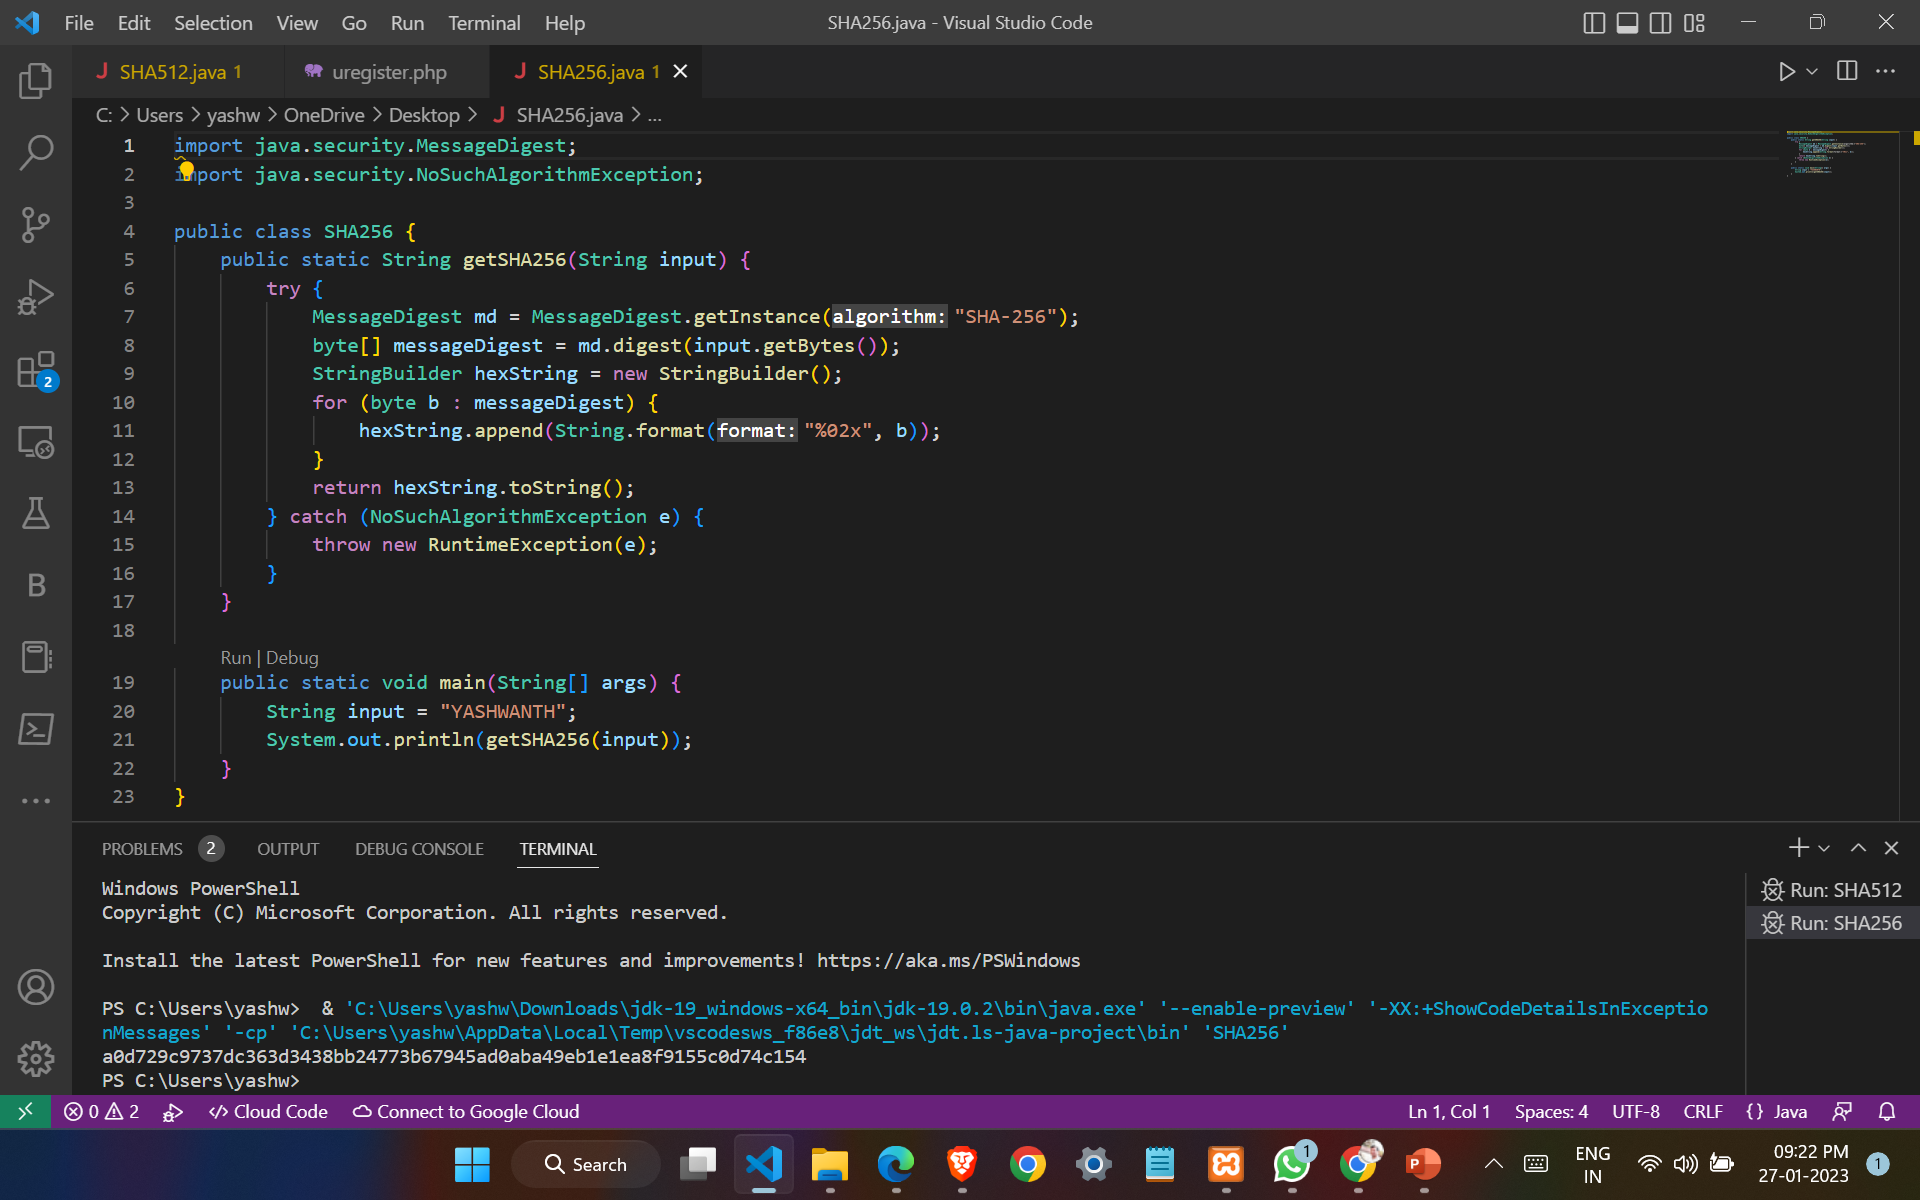 File Edit Selection View Go Run Terminal Help SHA256.java - Visual Studio Code
SHA512.java 1 uregister.php SHA256.java 1
C: > Users > yashw > OneDrive > Desktop > SHA256.java > ...
1 import java.security.MessageDigest;
2 import java.security.NoSuchAlgorithmException;
3
4 public class SHA256 {
5 public static String getSHA256(String input) {
6 try {
7 MessageDigest md = MessageDigest.getInstance(algorithm: "SHA-256");
8 byte[] messageDigest = md.digest(input.getBytes());
9 StringBuilder hexString = new StringBuilder();
10 for (byte b : messageDigest) {
11 hexString.append(String.format(format: "%02x", b));
12 }
13 return hexString.toString();
14 } catch (NoSuchAlgorithmException e) {
15 throw new RuntimeException(e);
16 }
17 }
18
Run | Debug
19 public static void main(String[] args) {
20 String input = "YASHWANTH";
21 System.out.println(getSHA256(input));
22 }
23 }
2
B
PROBLEMS 2 OUTPUT DEBUG CONSOLE TERMINAL
Windows PowerShell
Copyright (C) Microsoft Corporation. All rights reserved.
Install the latest PowerShell for new features and improvements! https://aka.ms/PSWindows
PS C:\Users\yashw> & 'C:\Users\yashw\Downloads\jdk-19_windows-x64_bin\jdk-19.0.2\bin\java.exe' '--enable-preview' '-XX:+ShowCodeDetailsInExceptio
nMessages' '-cp' 'C:\Users\yashw\AppData\Local\Temp\vscodesws_f86e8\jdt_ws\jdt.ls-java-project\bin' 'SHA256'
a0d729c9737dc363d3438bb24773b67945ad0aba49eb1e1ea8f9155c0d74c154
PS C:\Users\yashw>
Run: SHA512
Run: SHA256
0 2 Cloud Code Connect to Google Cloud Ln 1, Col 1 Spaces: 4 UTF-8 CRLF {} Java
Search 1 P ENG IN 09:22 PM 27-01-2023 1